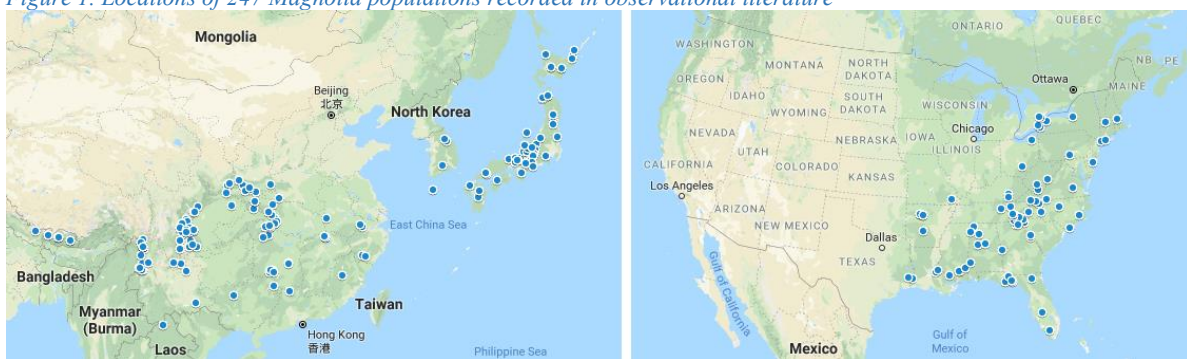 Figure 1. Locations of 247 Magnolia populations recorded in observational literature
Mongolia
Beijing
北京
North Korea
East China Sea
Bangladesh
Myanmar
(Burma)
Laos
Taiwan
Hong Kong
香港
Philippine Sea
WASHINGTON
MONTANA
NORTH
DAKOTA
OREGON
IDAHO
SOUTH
DAKOTA
WYOMING
NEBRASKA
IOWA
ILLINOIS
WISCONSIN
Chicago
NEVADA
UTAH
COLORADO
KANSAS
CALIFORNIA
Los Angeles
ARIZONA
NEW MEXICO
Dallas
TEXAS
Gulf of
California
Mexico
Gulf of
Mexico
ONTARIO
QUEBEC
Ottawa
MAINE
NB
PE